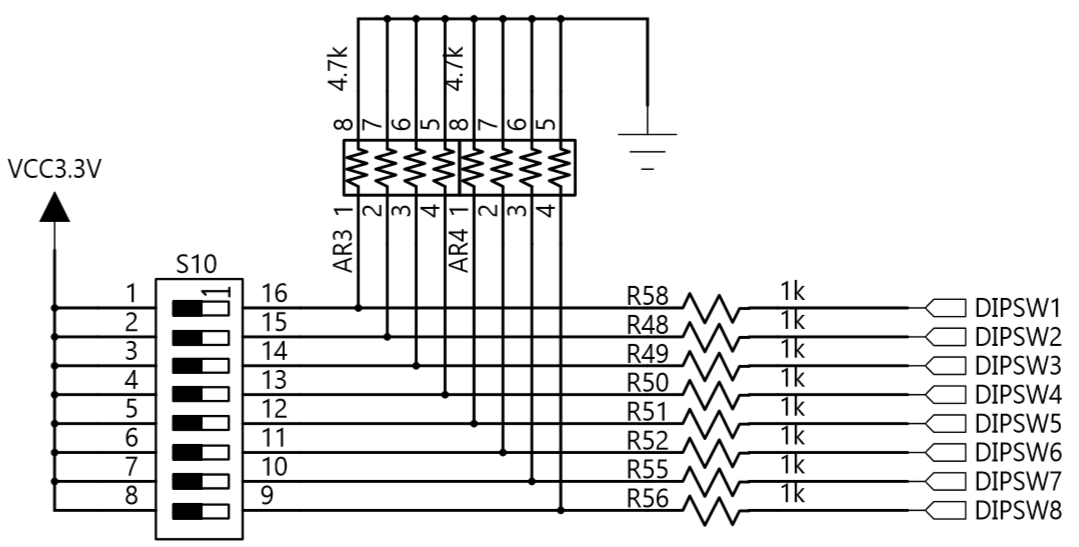 4.7k 4.7k
8 7 6 5 8 7 6 5
VCC3.3V
1 2 3 4 1 2 3 4
AR3 AR4
S10
1 1 16 R58 1k DIPSW1
2 15 R48 1k DIPSW2
3 14 R49 1k DIPSW3
4 13 R50 1k DIPSW4
5 12 R51 1k DIPSW5
6 11 R52 1k DIPSW6
7 10 R55 1k DIPSW7
8 9 R56 1k DIPSW8